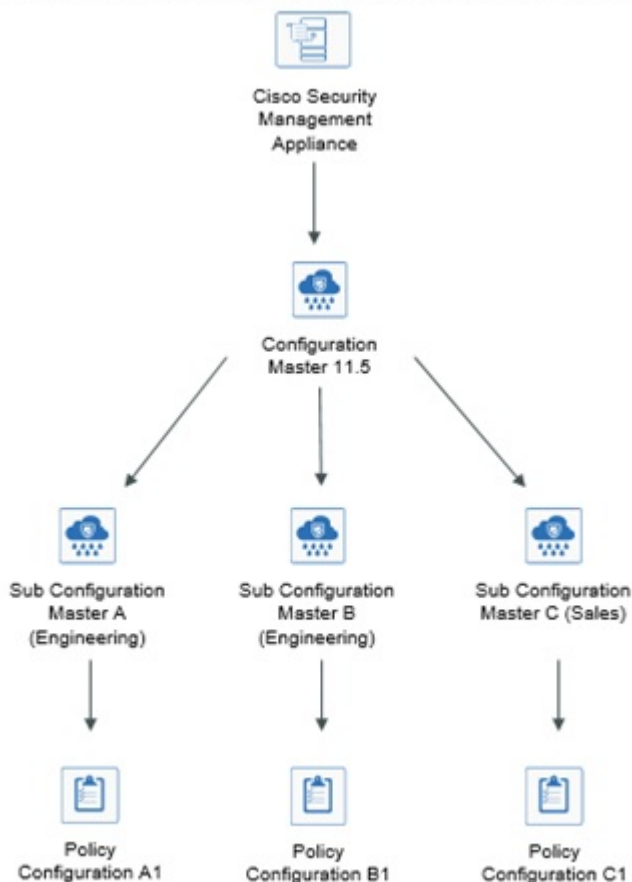 Cisco Security
Management
Appliance
Configuration
Master 11.5
Sub Configuration
Master A
(Engineering)
Sub Configuration
Master B
(Engineering)
Sub Configuration
Master C (Sales)
Policy
Configuration A1
Policy
Configuration B1
Policy
Configuration C1